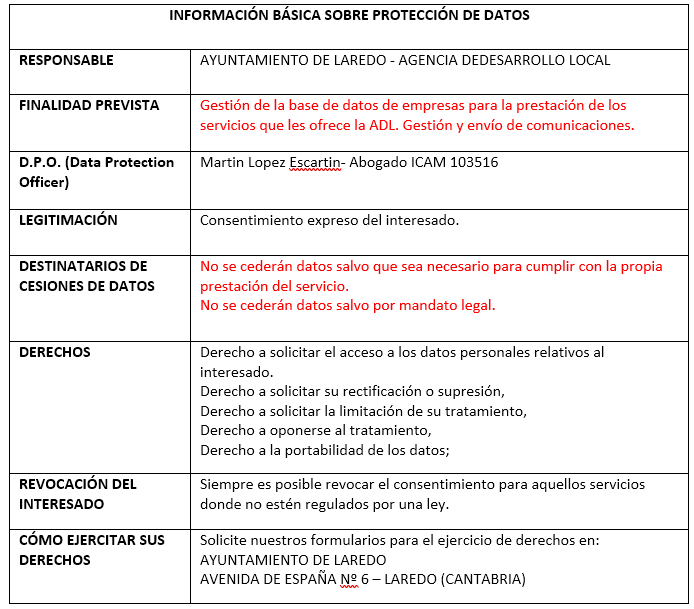 INFORMACIÓN BÁSICA SOBRE PROTECCIÓN DE DATOS
RESPONSABLE
AYUNTAMIENTO DE LAREDO - AGENCIA DEDESARROLLO LOCAL
FINALIDAD PREVISTA
Gestión de la base de datos de empresas para la prestación de los
servicios que les ofrece la ADL. Gestión y envío de comunicaciones.
D.P.O. (Data Protection
Officer)
Martin Lopez Escartin- Abogado ICAM 103516
LEGITIMACIÓN
Consentimiento expreso del interesado.
DESTINATARIOS DE
CESIONES DE DATOS
No se cederán datos salvo que sea necesario para cumplir con la propia
prestación del servicio.
No se cederán datos salvo por mandato legal.
DERECHOS
Derecho a solicitar el acceso a los datos personales relativos al
interesado.
Derecho a solicitar su rectificación o supresión,
Derecho a solicitar la limitación de su tratamiento,
Derecho a oponerse al tratamiento,
Derecho a la portabilidad de los datos;
REVOCACIÓN DEL
INTERESADO
Siempre es posible revocar el consentimiento para aquellos servicios
donde no estén regulados por una ley.
CÓMO EJERCITAR SUS
DERECHOS
Solicite nuestros formularios para el ejercicio de derechos en:
AYUNTAMIENTO DE LAREDO
AVENIDA DE ESPAÑA Nº 6 – LAREDO (CANTABRIA)